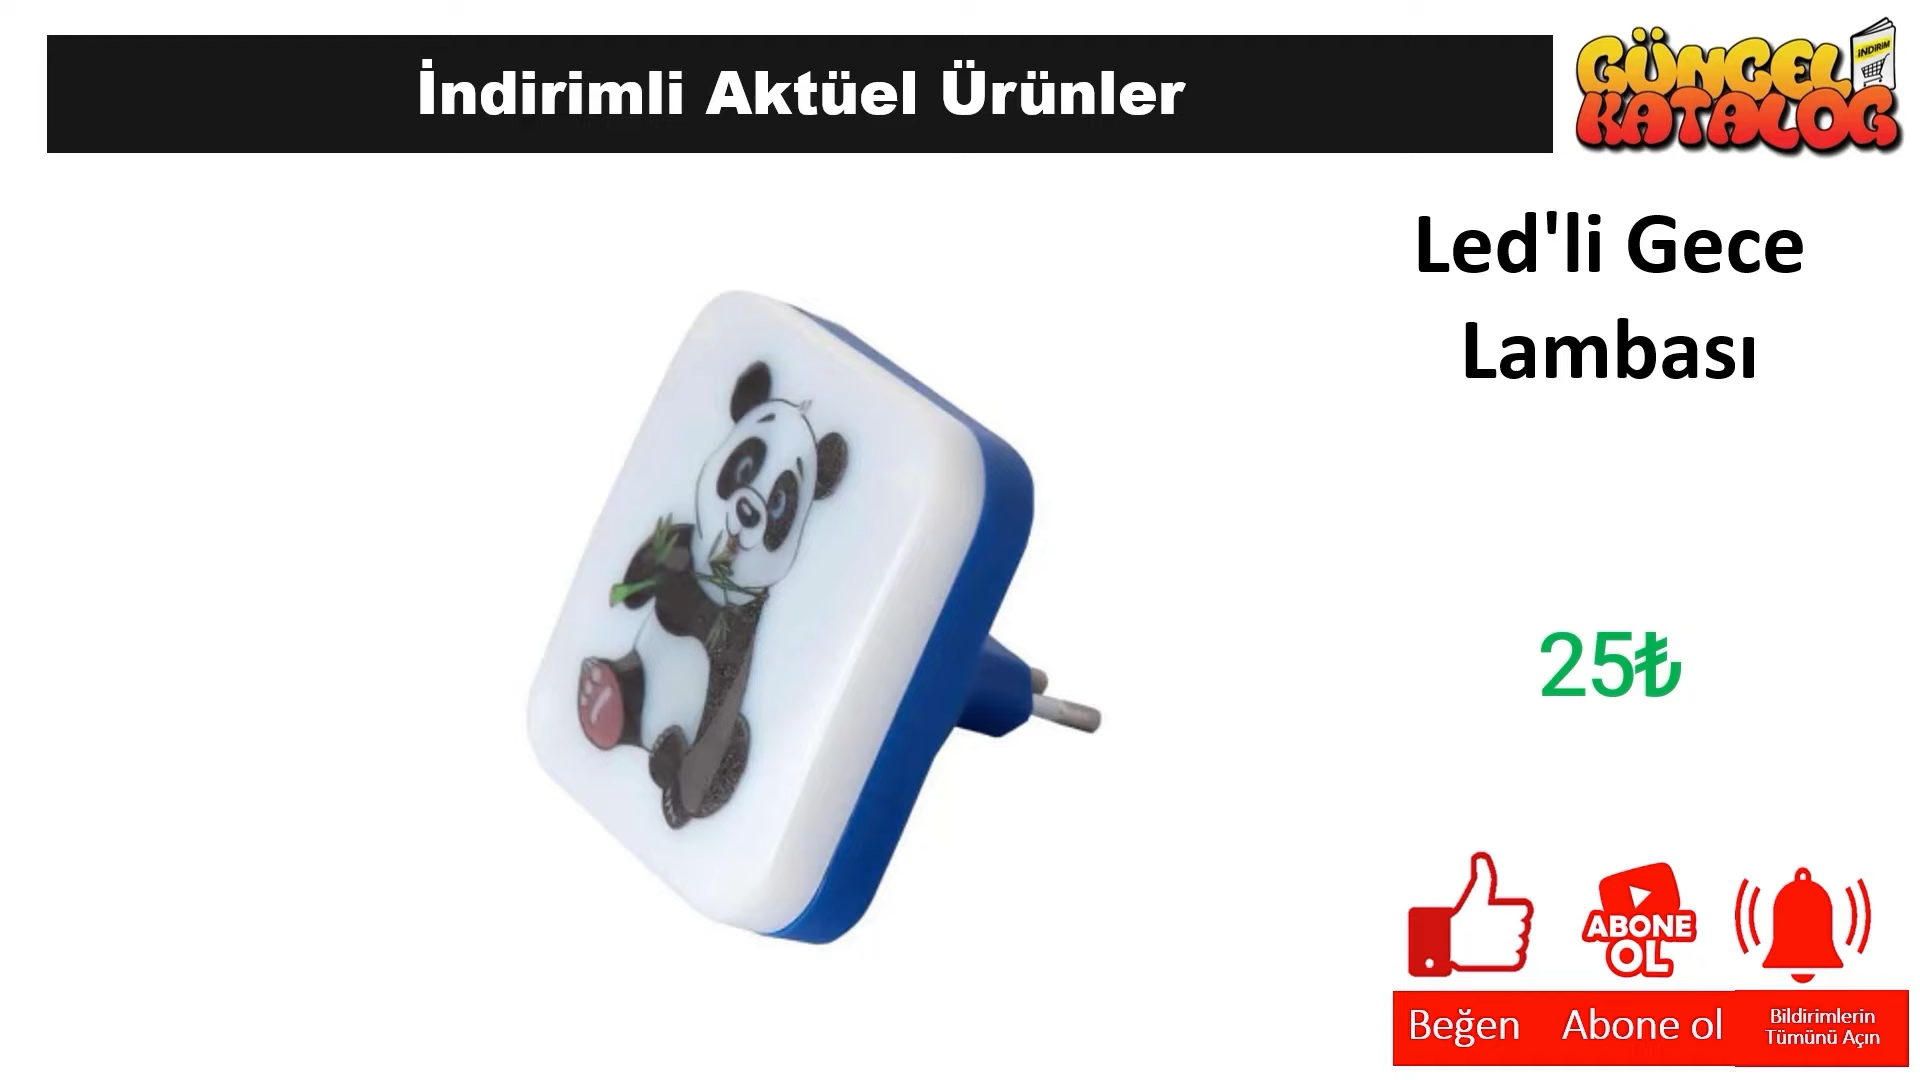 İndirimli Aktüel Ürünler
GÜNCEL
KATALOG
İNDİRİM
Led'li Gece
Lambası
25₺
ABONE
OL
Beğen
Abone ol
Bildirimlerin
Tümünü Açın